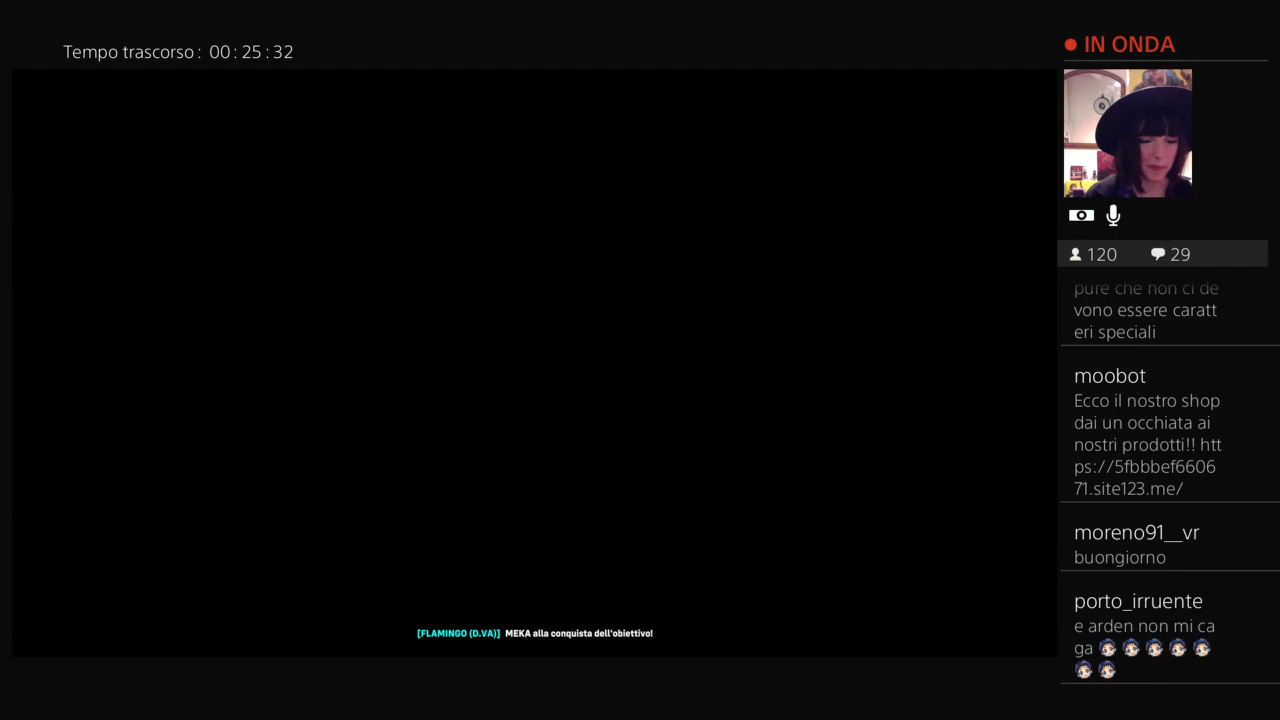 Tempo trascorso: 00:25:32
IN ONDA
120 29
pure che non ci de
vono essere caratt
eri speciali
moobot
Ecco il nostro shop
dai un occhiata ai
nostri prodotti!! htt
ps://5fbbbef6606
71.site123.me/
moreno91__vr
buongiorno
porto_irruente
e arden non mi ca
ga
[FLAMINGO (D.VA)] MEKA alla conquista dell'obiettivo!